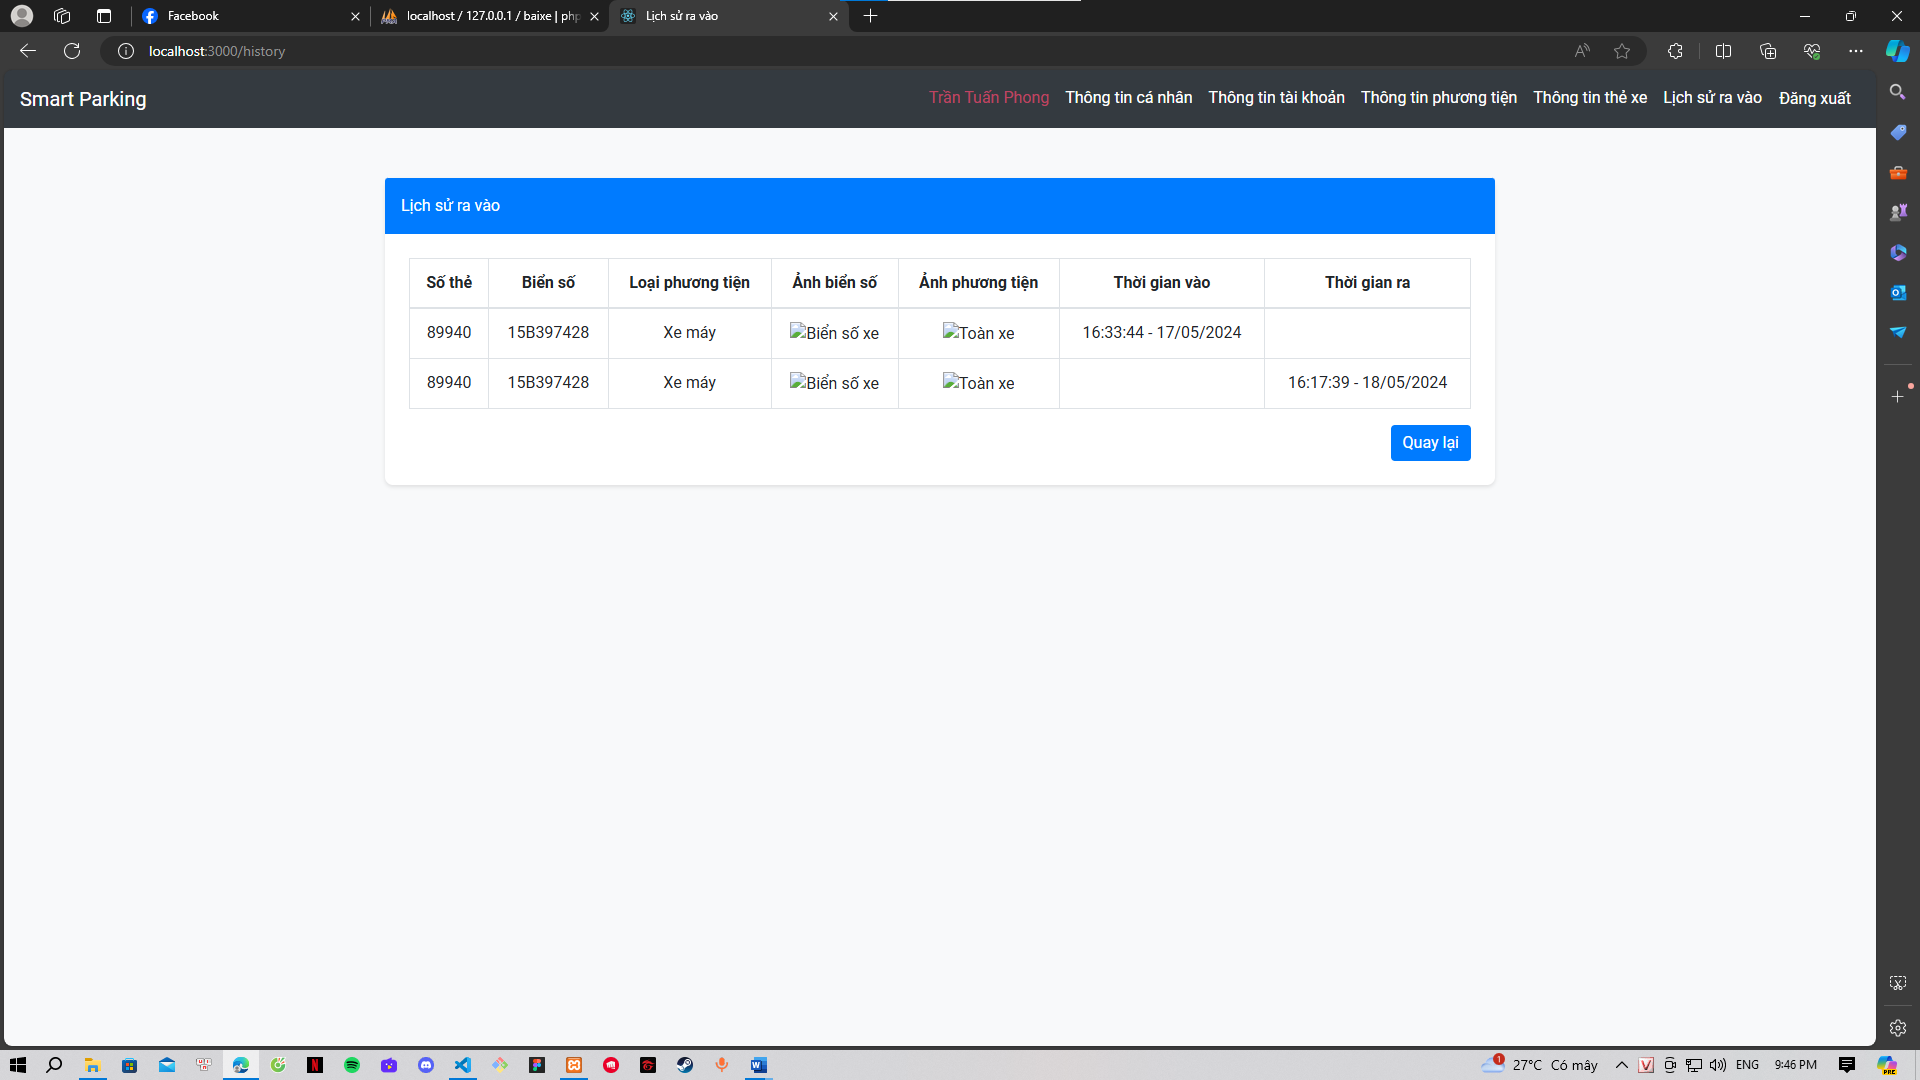 Facebook
localhost / 127.0.0.1 / baixe | php
Lịch sử ra vào
localhost:3000/history
Smart Parking
Trần Tuấn Phong
Thông tin cá nhân
Thông tin tài khoản
Thông tin phương tiện
Thông tin thẻ xe
Lịch sử ra vào
Đăng xuất
Lịch sử ra vào
Số thẻ Biển số Loại phương tiện Ảnh biển số Ảnh phương tiện Thời gian vào Thời gian ra
89940 15B397428 Xe máy Biển số xe Toàn xe 16:33:44 - 17/05/2024
89940 15B397428 Xe máy Biển số xe Toàn xe 16:17:39 - 18/05/2024
Quay lại
1 27°C Có mây ENG 9:46 PM